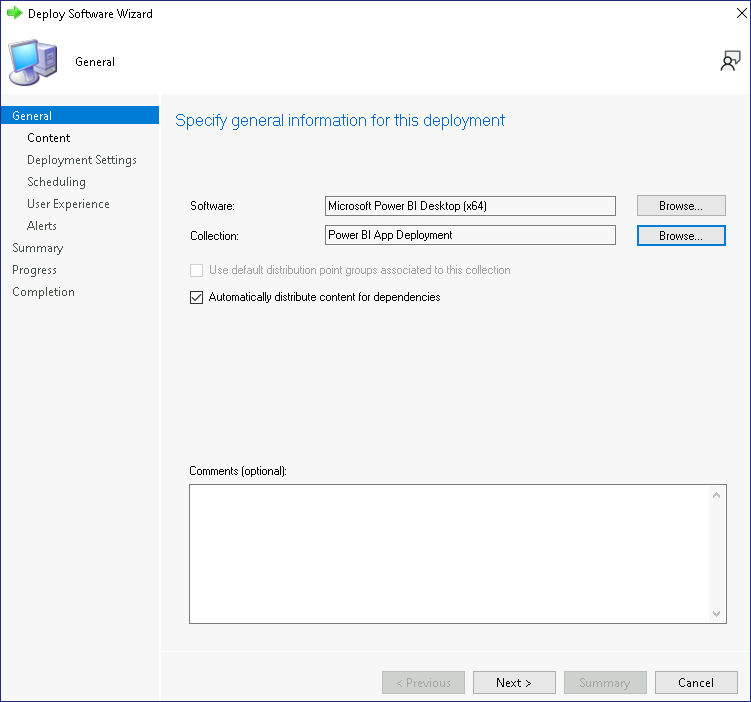 Deploy Software Wizard
General
General
Content
Deployment Settings
Scheduling
User Experience
Alerts
Summary
Progress
Completion
Specify general information for this deployment
Software: Microsoft Power BI Desktop (x64) Browse...
Collection: Power BI App Deployment Browse...
Use default distribution point groups associated to this collection
Automatically distribute content for dependencies
Comments (optional):
< Previous Next > Summary Cancel